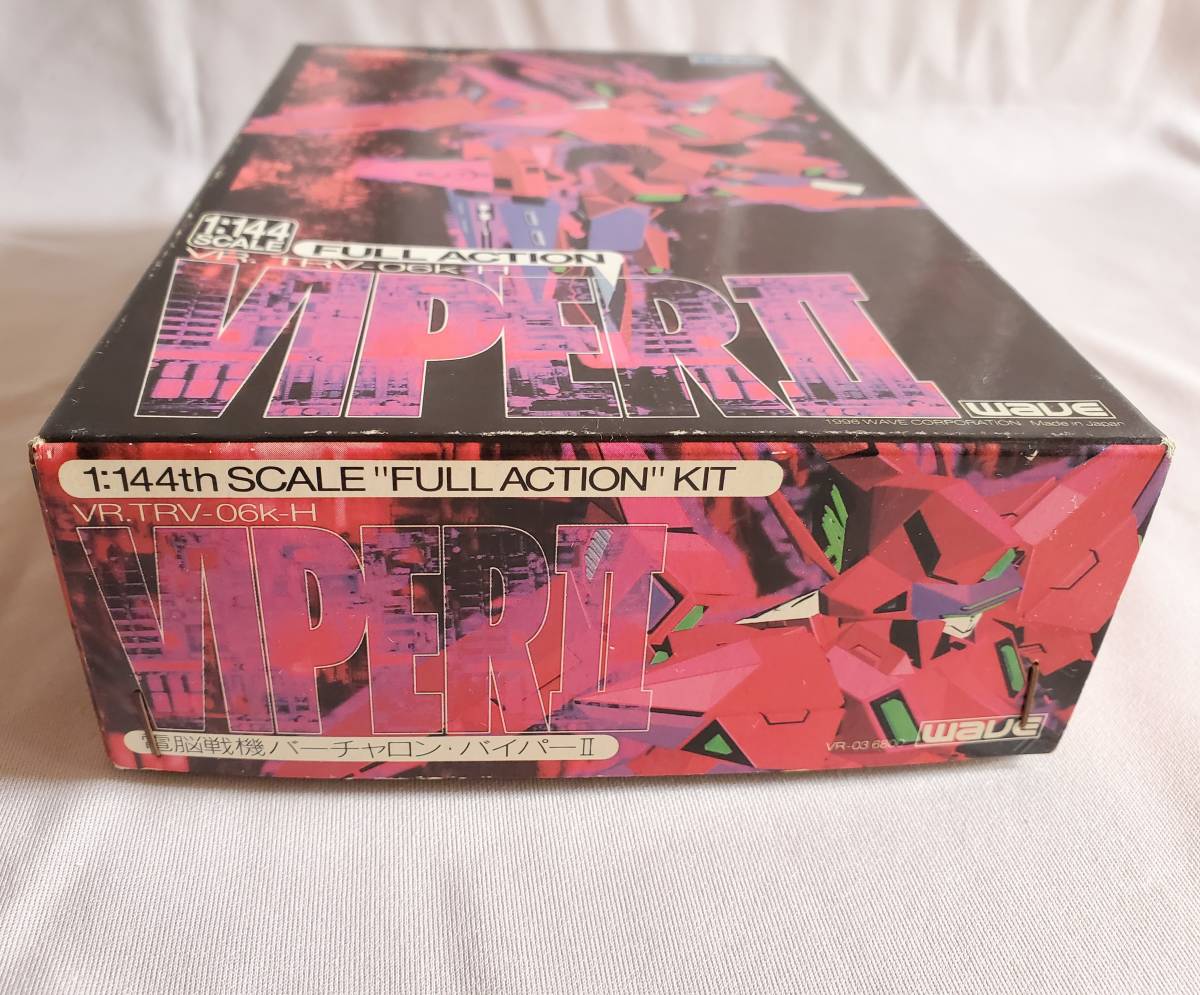 1:144
SCALE
FULL ACTION
VR. TRV-06k-H
VIPER II
wave
1996 WAVE CORPORATION Made in Japan
1:144th SCALE "FULL ACTION" KIT
VR.TRV-06k-H
VIPER II
電脳戦機バーチャロン・バイパーII
VR-03
wave